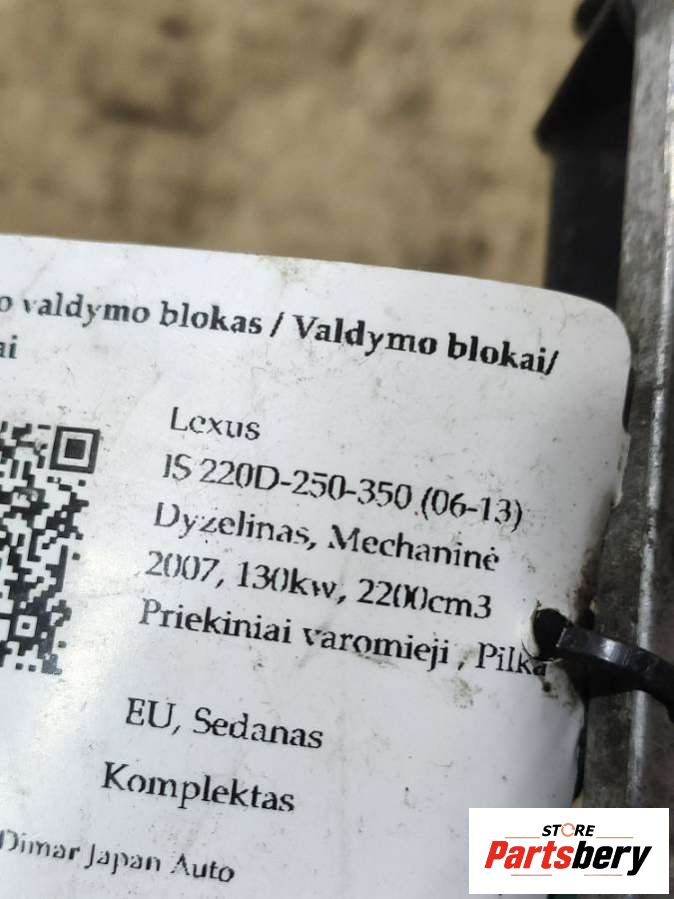 o valdymo blokas / Valdymo blokai/
ai
Lexus
IS 220D-250-350 (06-13)
Dyzelinas, Mechaninė
2007, 130kw, 2200cm3
Priekiniai varomieji , Pilka
EU, Sedanas
Komplektas
Dimar Japan Auto
STORE
Partsbery